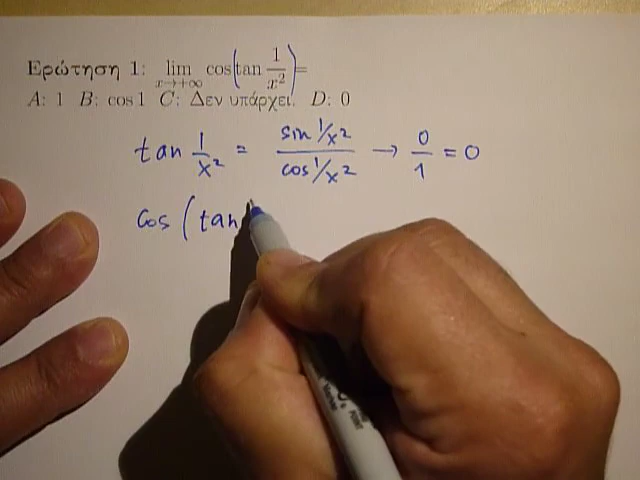 Ερώτηση 1: lim x→+∞ cos(tan 1/x²)=
A: 1 B: cos 1 C: Δεν υπάρχει. D: 0
tan 1/x² = sin 1/x² / cos 1/x² → 0/1 = 0
cos (tan